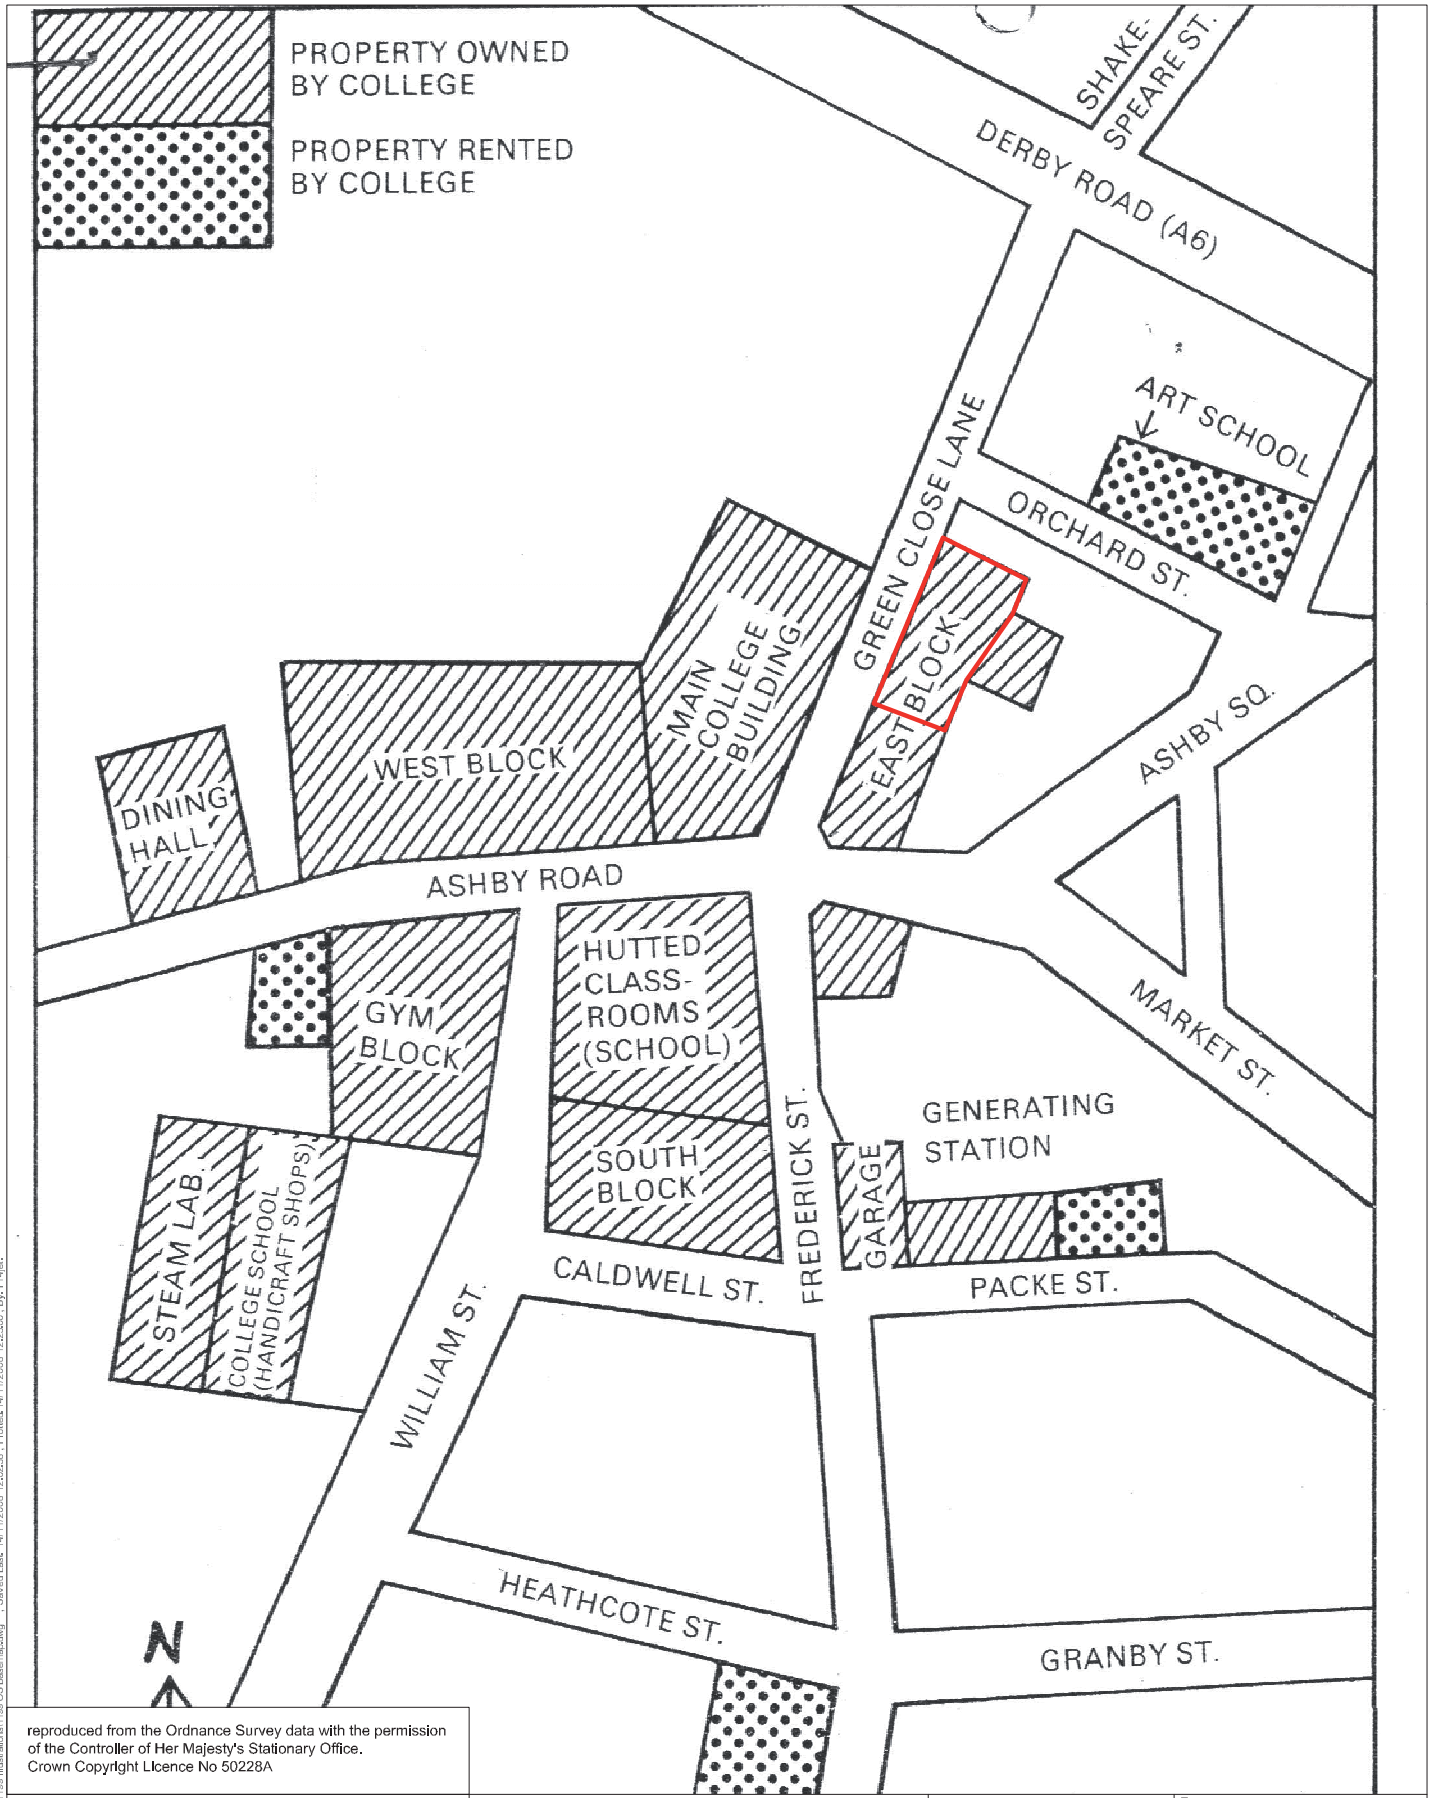 PROPERTY OWNED
BY COLLEGE
PROPERTY RENTED
BY COLLEGE
SHAKE-
SPEARE ST.
DERBY ROAD (A6)
ART SCHOOL
GREEN CLOSE LANE
ORCHARD ST.
MAIN
COLLEGE
BUILDING
EAST BLOCK
ASHBY SQ.
WEST BLOCK
DINING
HALL
ASHBY ROAD
HUTTED
CLASS-
ROOMS
(SCHOOL)
GYM
BLOCK
MARKET ST.
GENERATING
STATION
SOUTH
BLOCK
FREDERICK ST.
GARAGE
STEAM LAB.
COLLEGE SCHOOL
(HANDICRAFT SHOPS)
CALDWELL ST.
PACKE ST.
WILLIAM ST.
HEATHCOTE ST.
GRANBY ST.
N
reproduced from the Ordnance Survey data with the permission
of the Controller of Her Majesty's Stationary Office.
Crown Copyright Licence No 50228A